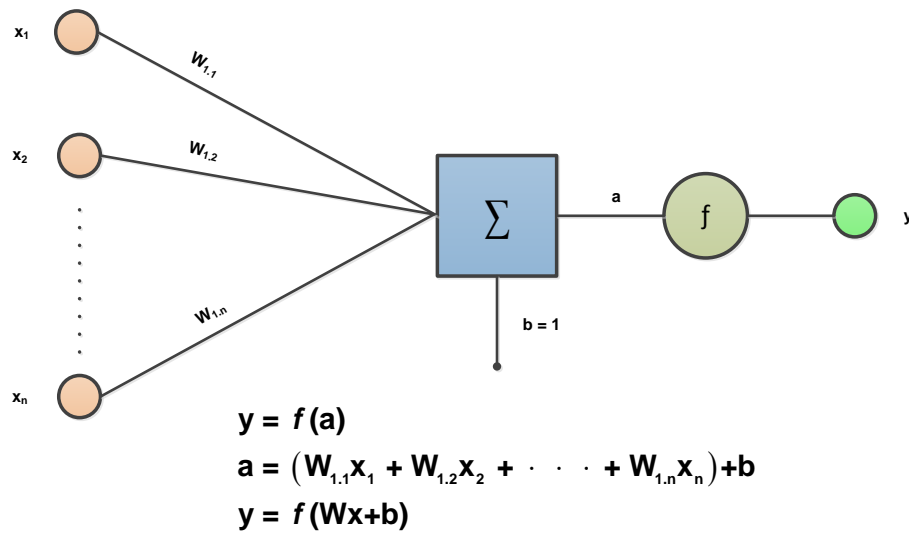 x₁
W₁.₁
x₂
W₁.₂
∑
a
f
y
W₁.ₙ
b = 1
xₙ
y = f (a)
a = (W₁.₁x₁ + W₁.₂x₂ + · · · + W₁.ₙxₙ)+b
y = f (Wx+b)